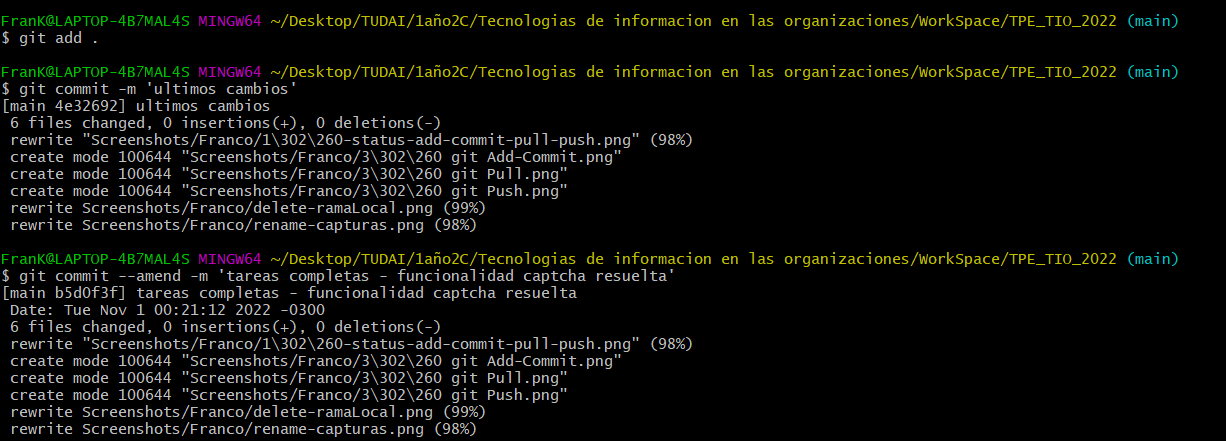 FranK@LAPTOP-4B7MAL4S MINGW64 ~/Desktop/TUDAI/1año2C/Tecnologias de informacion en las organizaciones/WorkSpace/TPE_TIO_2022 (main)
$ git add .
FranK@LAPTOP-4B7MAL4S MINGW64 ~/Desktop/TUDAI/1año2C/Tecnologias de informacion en las organizaciones/WorkSpace/TPE_TIO_2022 (main)
$ git commit -m 'ultimos cambios'
[main 4e32692] ultimos cambios
 6 files changed, 0 insertions(+), 0 deletions(-)
 rewrite "Screenshots/Franco/1\302\260-status-add-commit-pull-push.png" (98%)
 create mode 100644 "Screenshots/Franco/3\302\260 git Add-Commit.png"
 create mode 100644 "Screenshots/Franco/3\302\260 git Pull.png"
 create mode 100644 "Screenshots/Franco/3\302\260 git Push.png"
 rewrite Screenshots/Franco/delete-ramaLocal.png (99%)
 rewrite Screenshots/Franco/rename-capturas.png (98%)
FranK@LAPTOP-4B7MAL4S MINGW64 ~/Desktop/TUDAI/1año2C/Tecnologias de informacion en las organizaciones/WorkSpace/TPE_TIO_2022 (main)
$ git commit --amend -m 'tareas completas - funcionalidad captcha resuelta'
[main b5d0f3f] tareas completas - funcionalidad captcha resuelta
 Date: Tue Nov 1 00:21:12 2022 -0300
 6 files changed, 0 insertions(+), 0 deletions(-)
 rewrite "Screenshots/Franco/1\302\260-status-add-commit-pull-push.png" (98%)
 create mode 100644 "Screenshots/Franco/3\302\260 git Add-Commit.png"
 create mode 100644 "Screenshots/Franco/3\302\260 git Pull.png"
 create mode 100644 "Screenshots/Franco/3\302\260 git Push.png"
 rewrite Screenshots/Franco/delete-ramaLocal.png (99%)
 rewrite Screenshots/Franco/rename-capturas.png (98%)